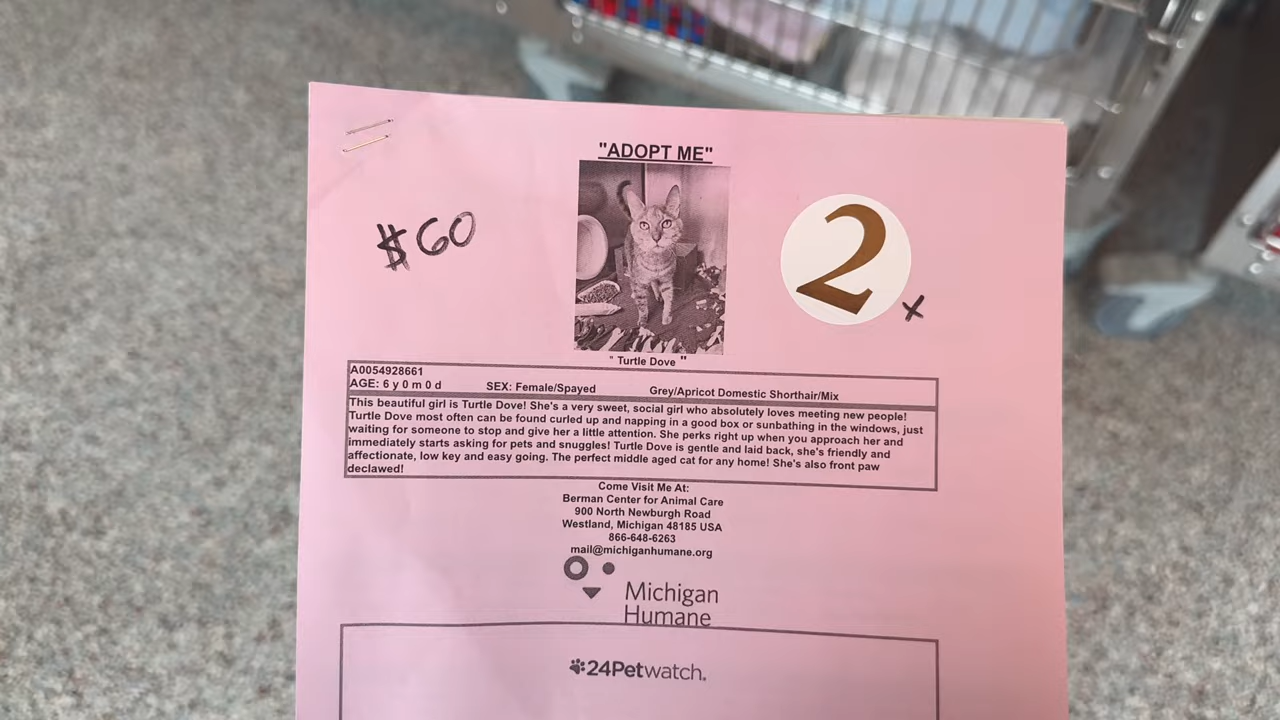 "ADOPT ME"
$60
2
x
" Turtle Dove "
A0054928661
AGE: 6 y 0 m 0 d SEX: Female/Spayed Grey/Apricot Domestic Shorthair/Mix
This beautiful girl is Turtle Dove! She's a very sweet, social girl who absolutely loves meeting new people!
Turtle Dove most often can be found curled up and napping in a good box or sunbathing in the windows, just
waiting for someone to stop and give her a little attention. She perks right up when you approach her and
immediately starts asking for pets and snuggles! Turtle Dove is gentle and laid back, she's friendly and
affectionate, low key and easy going. The perfect middle aged cat for any home! She's also front paw
declawed!
Come Visit Me At:
Berman Center for Animal Care
900 North Newburgh Road
Westland, Michigan 48185 USA
866-648-6263
mail@michiganhumane.org
Michigan
Humane
24Petwatch.